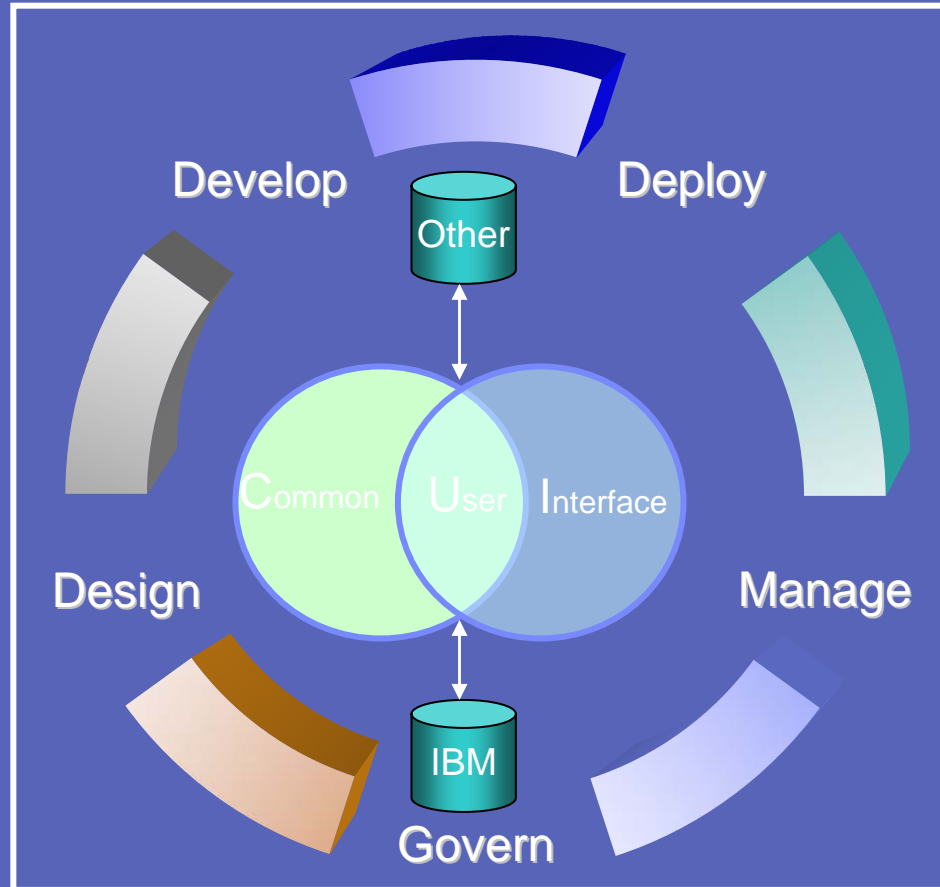 Develop
Deploy
Other
Common User Interface
Design
Manage
IBM
Govern